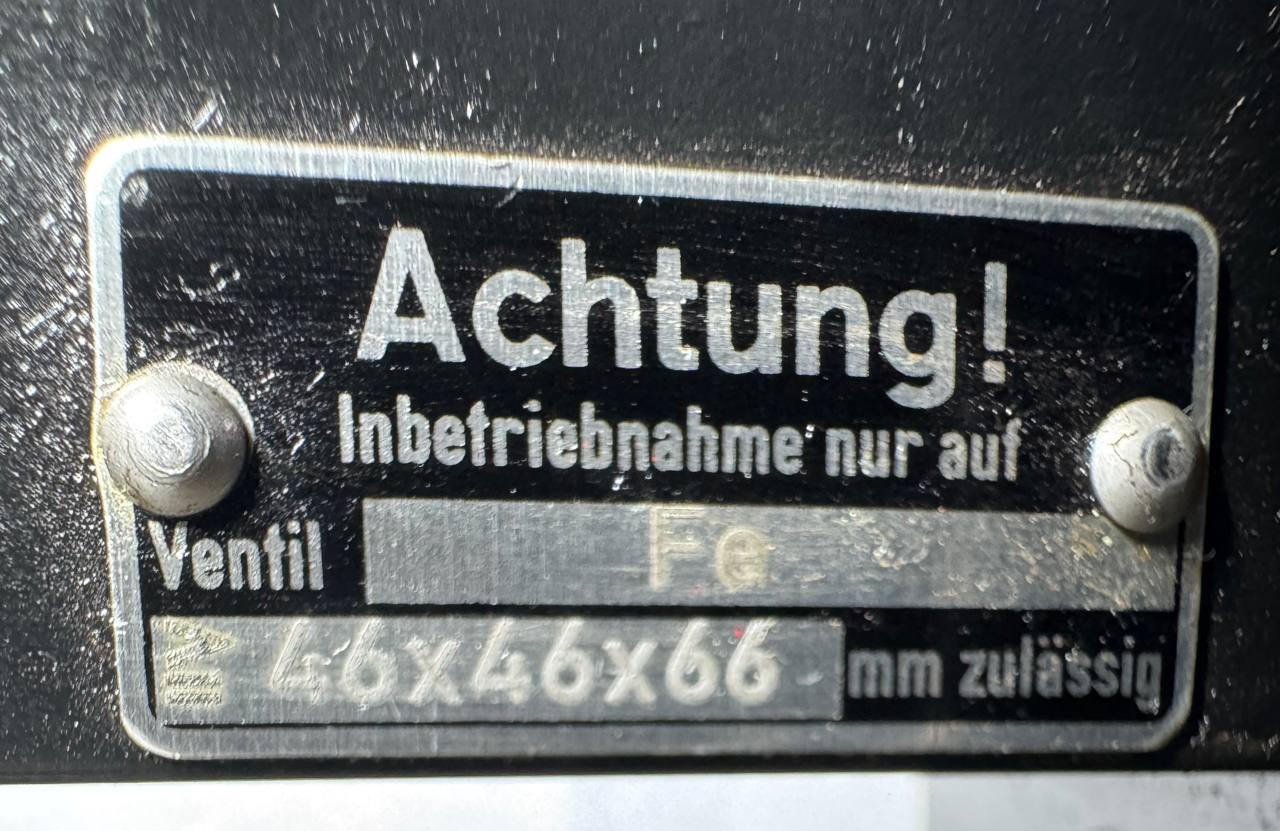 Achtung!
Inbetriebnahme nur auf
Ventil Fe
46x46x66 mm zulässig